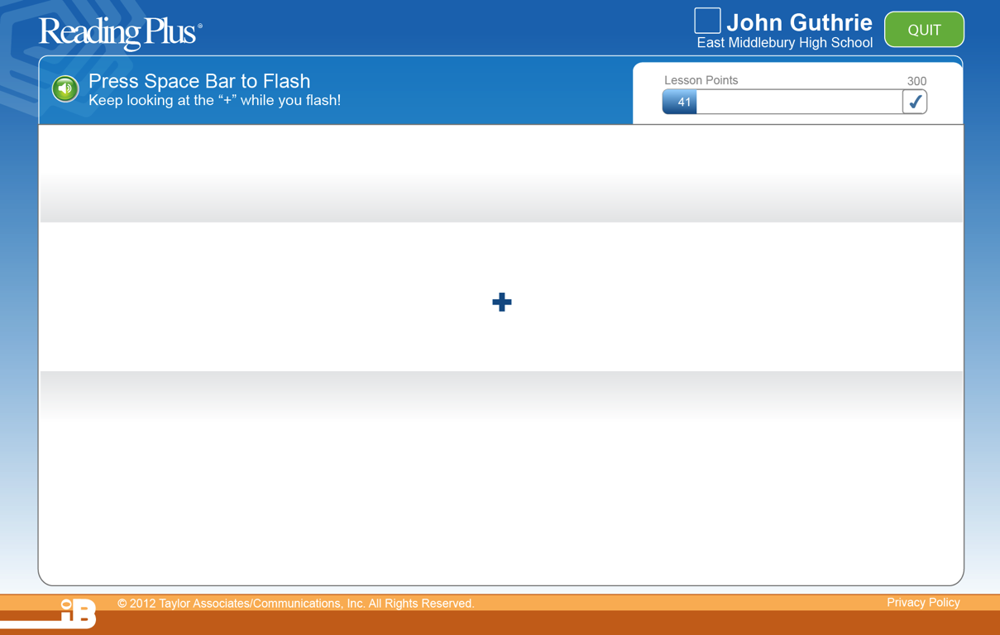 Reading Plus®
John Guthrie
East Middlebury High School
QUIT
Press Space Bar to Flash
Keep looking at the “+” while you flash!
Lesson Points
300
41
+
iB
© 2012 Taylor Associates/Communications, Inc. All Rights Reserved.
Privacy Policy